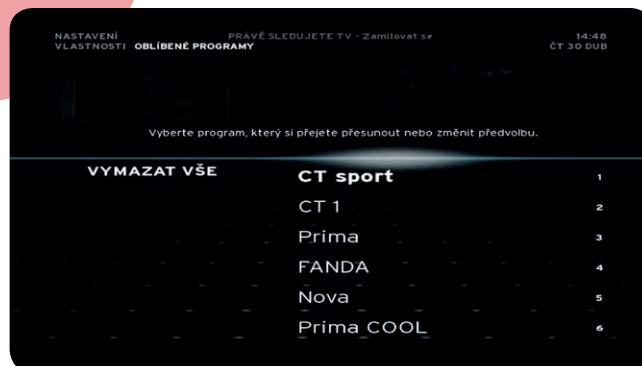 NASTAVENÍ PRÁVĚ SLEDUJETE TV - Zamilovat se 14:48
VLASTNOSTI OBLÍBENÉ PROGRAMY ČT 30 DUB
Vyberte program, který si přejete přesunout nebo změnit předvolbu.
VYMAZAT VŠE
CT sport 1
CT 1 2
Prima 3
FANDA 4
Nova 5
Prima COOL 6